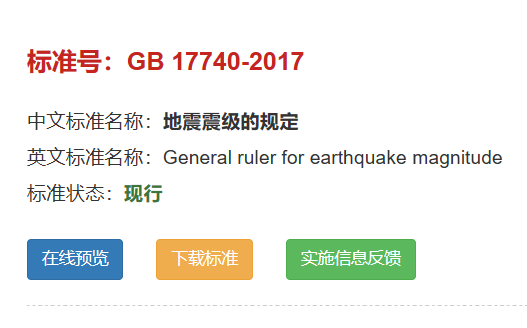 标准号：GB 17740-2017
中文标准名称：地震震级的规定
英文标准名称：General ruler for earthquake magnitude
标准状态：现行
在线预览 下载标准 实施信息反馈